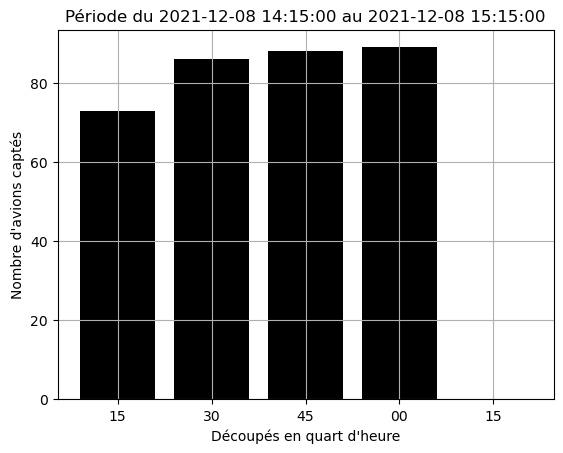 Période du 2021-12-08 14:15:00 au 2021-12-08 15:15:00
Nombre d'avions captés
80
60
40
20
0
15 30 45 00 15
Découpés en quart d'heure